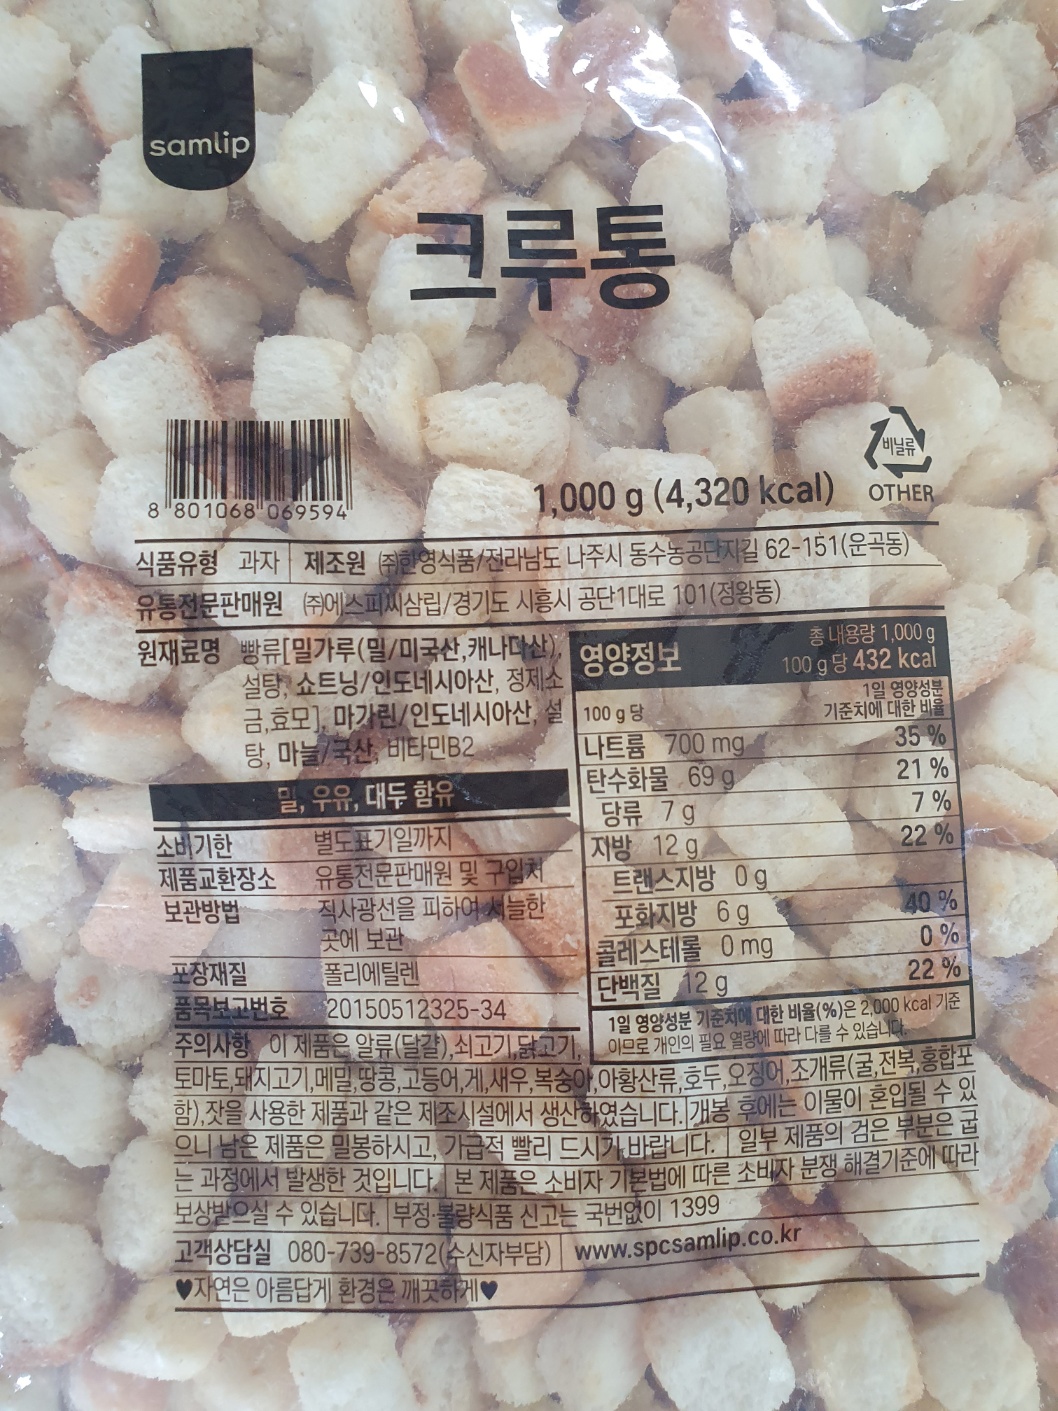 samlip
크루통
비닐류
OTHER
8 801068 069594
1,000 g (4,320 kcal)
식품유형 과자 제조원 ㈜한영식품/전라남도 나주시 동수농공단지길 62-151(운곡동)
유통전문판매원 ㈜에스피씨삼립/경기도 시흥시 공단1대로 101(정왕동)
원재료명 빵류[밀가루(밀/미국산,캐나다산),
설탕, 쇼트닝/인도네시아산, 정제소
금,효모], 마가린/인도네시아산, 설
탕, 마늘/국산, 비타민B2
밀, 우유, 대두 함유
소비기한 별도표기일까지
제품교환장소 유통전문판매원 및 구입처
보관방법 직사광선을 피하여 서늘한
곳에 보관
포장재질 폴리에틸렌
품목보고번호 20150512325-34
영양정보
총 내용량 1,000 g
100 g 당 432 kcal
100 g 당
1일 영양성분
기준치에 대한 비율
나트륨 700 mg 35 %
탄수화물 69 g 21 %
당류 7 g 7 %
지방 12 g 22 %
트랜스지방 0 g
포화지방 6 g 40 %
콜레스테롤 0 mg 0 %
단백질 12 g 22 %
1일 영양성분 기준치에 대한 비율(%)은 2,000 kcal 기준
이므로 개인의 필요 열량에 따라 다를 수 있습니다.
주의사항 이 제품은 알류(달걀),쇠고기,닭고기,
토마토,돼지고기,메밀,땅콩,고등어,게,새우,복숭아,아황산류,호두,오징어,조개류(굴,전복,홍합포
함),잣을 사용한 제품과 같은 제조시설에서 생산하였습니다. 개봉 후에는 이물이 혼입될 수 있
으니 남은 제품은 밀봉하시고, 가급적 빨리 드시기 바랍니다. 일부 제품의 검은 부분은 굽
는 과정에서 발생한 것입니다. 본 제품은 소비자 기본법에 따른 소비자 분쟁 해결기준에 따라
보상받으실 수 있습니다. 부정·불량식품 신고는 국번없이 1399
고객상담실 080-739-8572(수신자부담) www.spcsamlip.co.kr
♥자연은 아름답게 환경은 깨끗하게♥